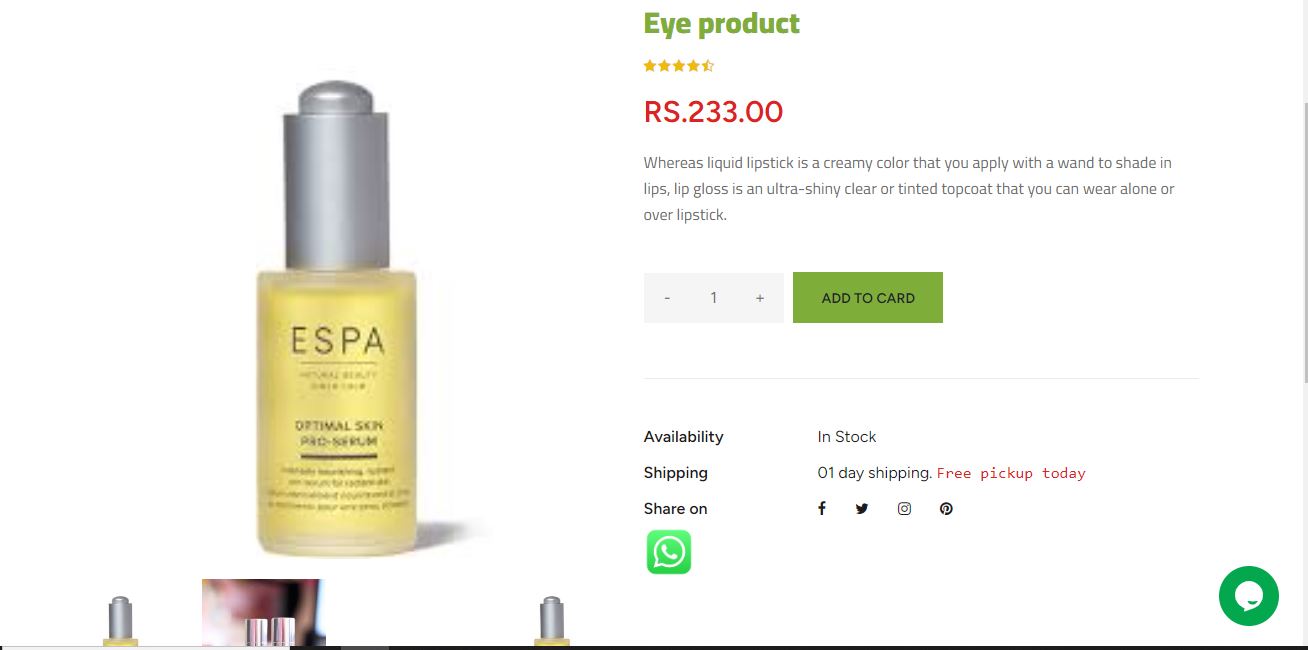 Eye product
RS.233.00
Whereas liquid lipstick is a creamy color that you apply with a wand to shade in
lips, lip gloss is an ultra-shiny clear or tinted topcoat that you can wear alone or
over lipstick.
- 1 +
ADD TO CARD
Availability In Stock
Shipping 01 day shipping. Free pickup today
Share on
ESPA
NATURAL BEAUTY
OPTIMAL SKIN
PRO-SERUM